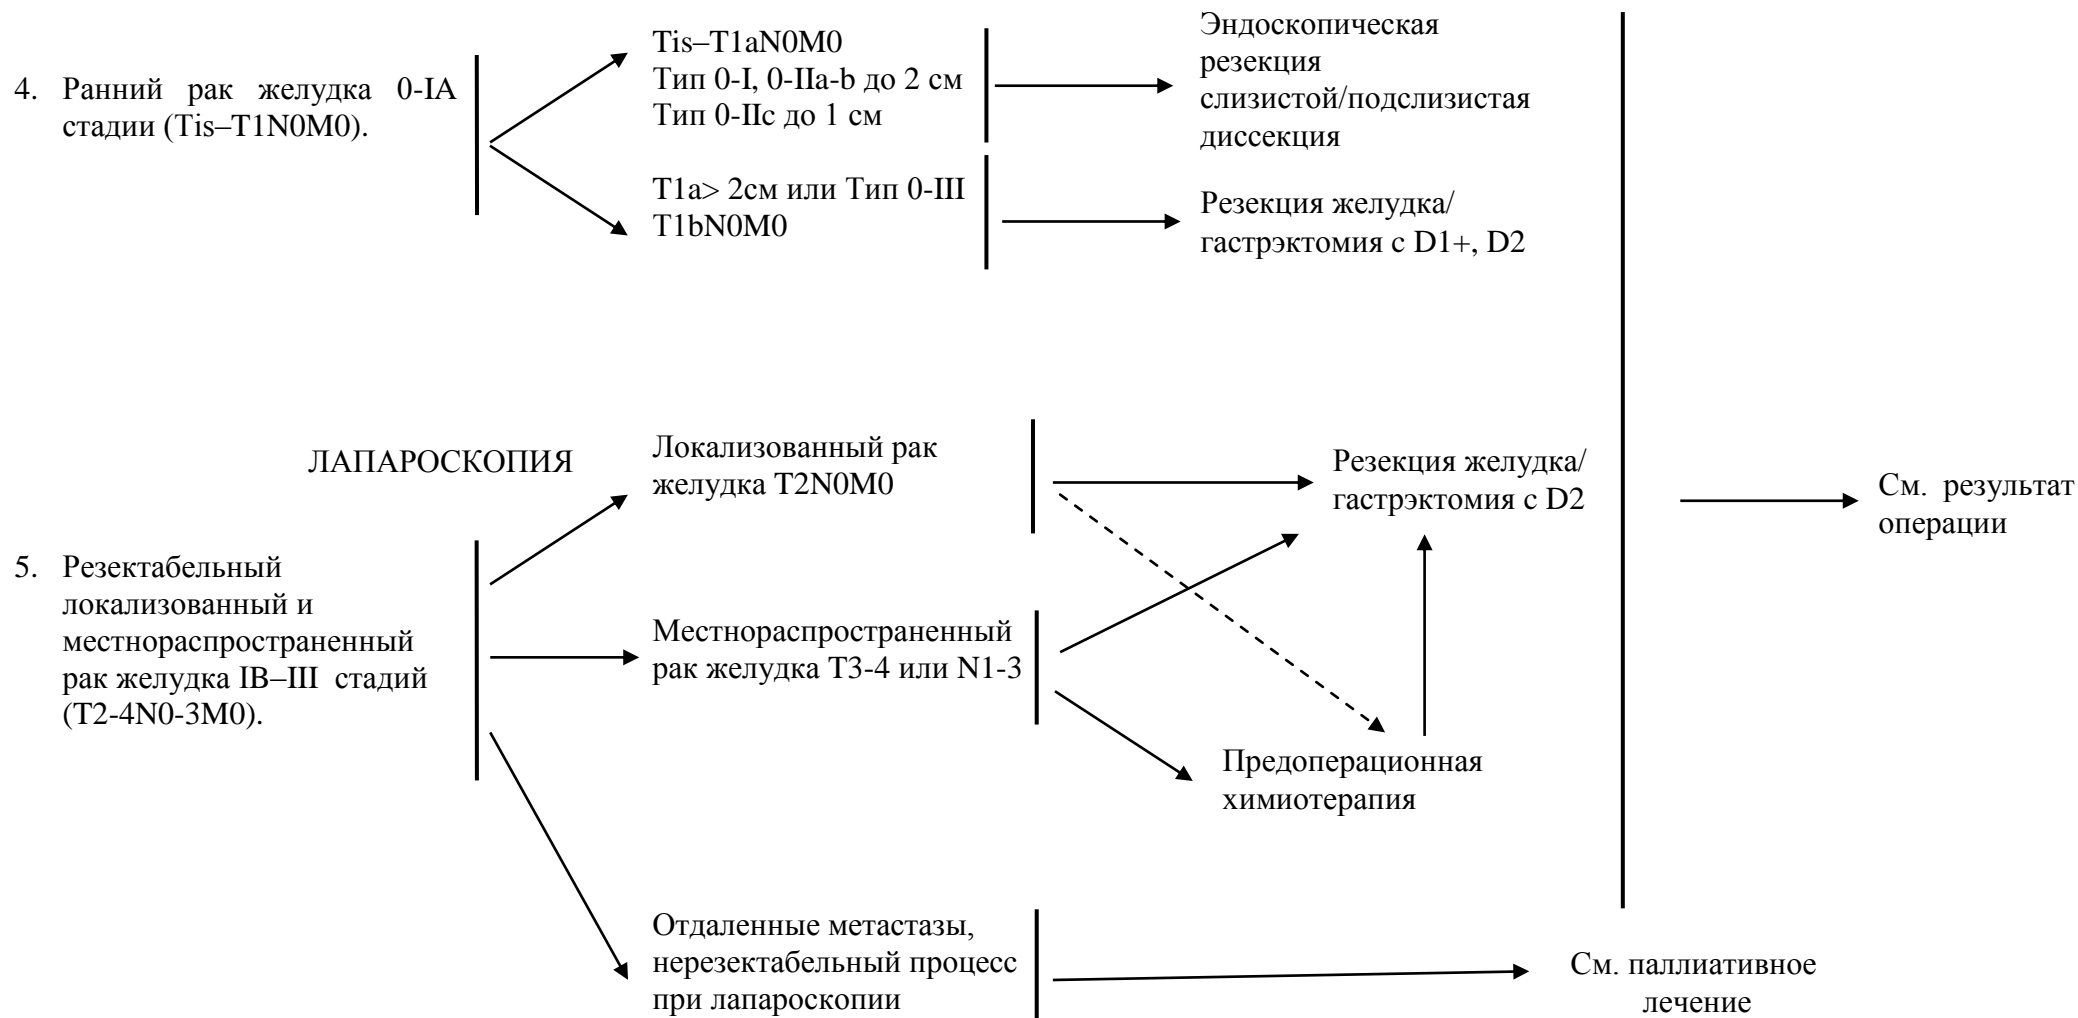 4. Ранний рак желудка 0-IA
стадии (Tis–T1N0M0).
Tis–T1aN0M0
Тип 0-I, 0-IIa-b до 2 см
Тип 0-IIc до 1 см
Эндоскопическая
резекция
слизистой/подслизистая
диссекция
T1a> 2см или Тип 0-III
T1bN0M0
Резекция желудка/
гастрэктомия с D1+, D2
ЛАПАРОСКОПИЯ
5. Резектабельный
локализованный и
местнораспространенный
рак желудка IB–III стадий
(T2-4N0-3M0).
Локализованный рак
желудка T2N0M0
Местнораспространенный
рак желудка T3-4 или N1-3
Отдаленные метастазы,
нерезектабельный процесс
при лапароскопии
Резекция желудка/
гастрэктомия с D2
Предоперационная
химиотерапия
См. паллиативное
лечение
См. результат
операции